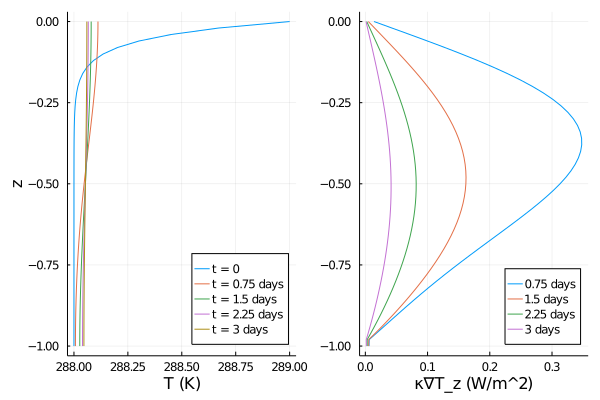 0.00
−0.25
−0.50
−0.75
−1.00
z
288.00 288.25 288.50 288.75 289.00
T (K)
t = 0
t = 0.75 days
t = 1.5 days
t = 2.25 days
t = 3 days
0.00
−0.25
−0.50
−0.75
−1.00
0.0 0.1 0.2 0.3
κ∇T_z (W/m^2)
0.75 days
1.5 days
2.25 days
3 days